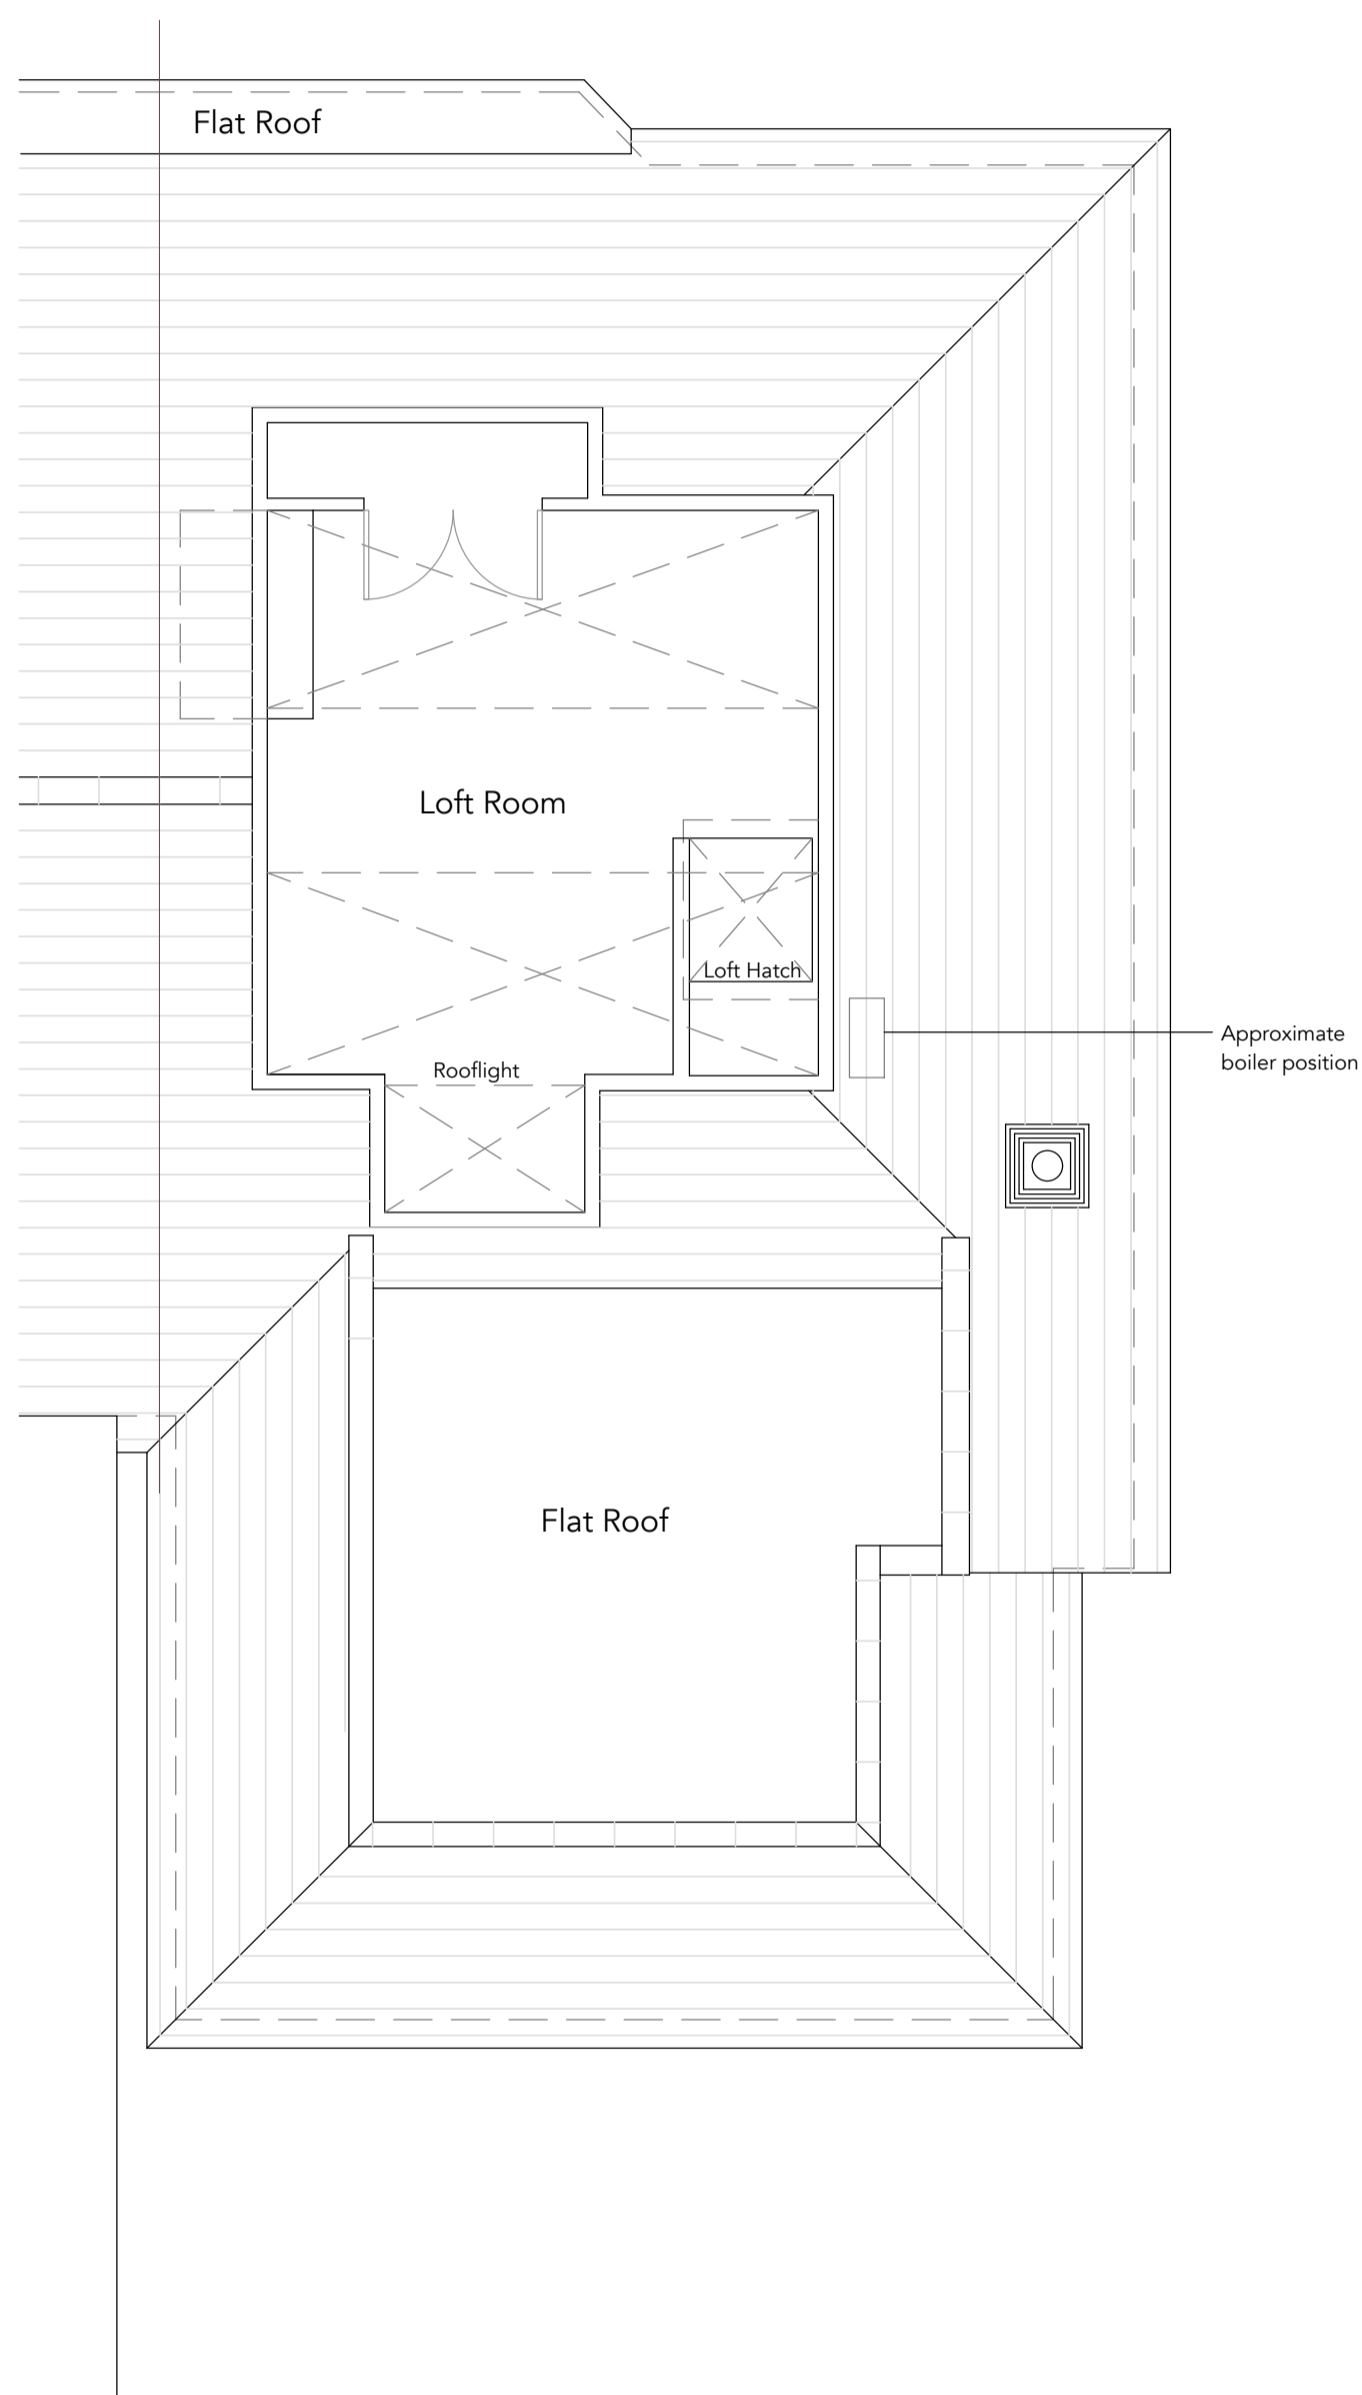 Flat Roof
Loft Room
Loft Hatch
Approximate
boiler position
Rooflight
Flat Roof